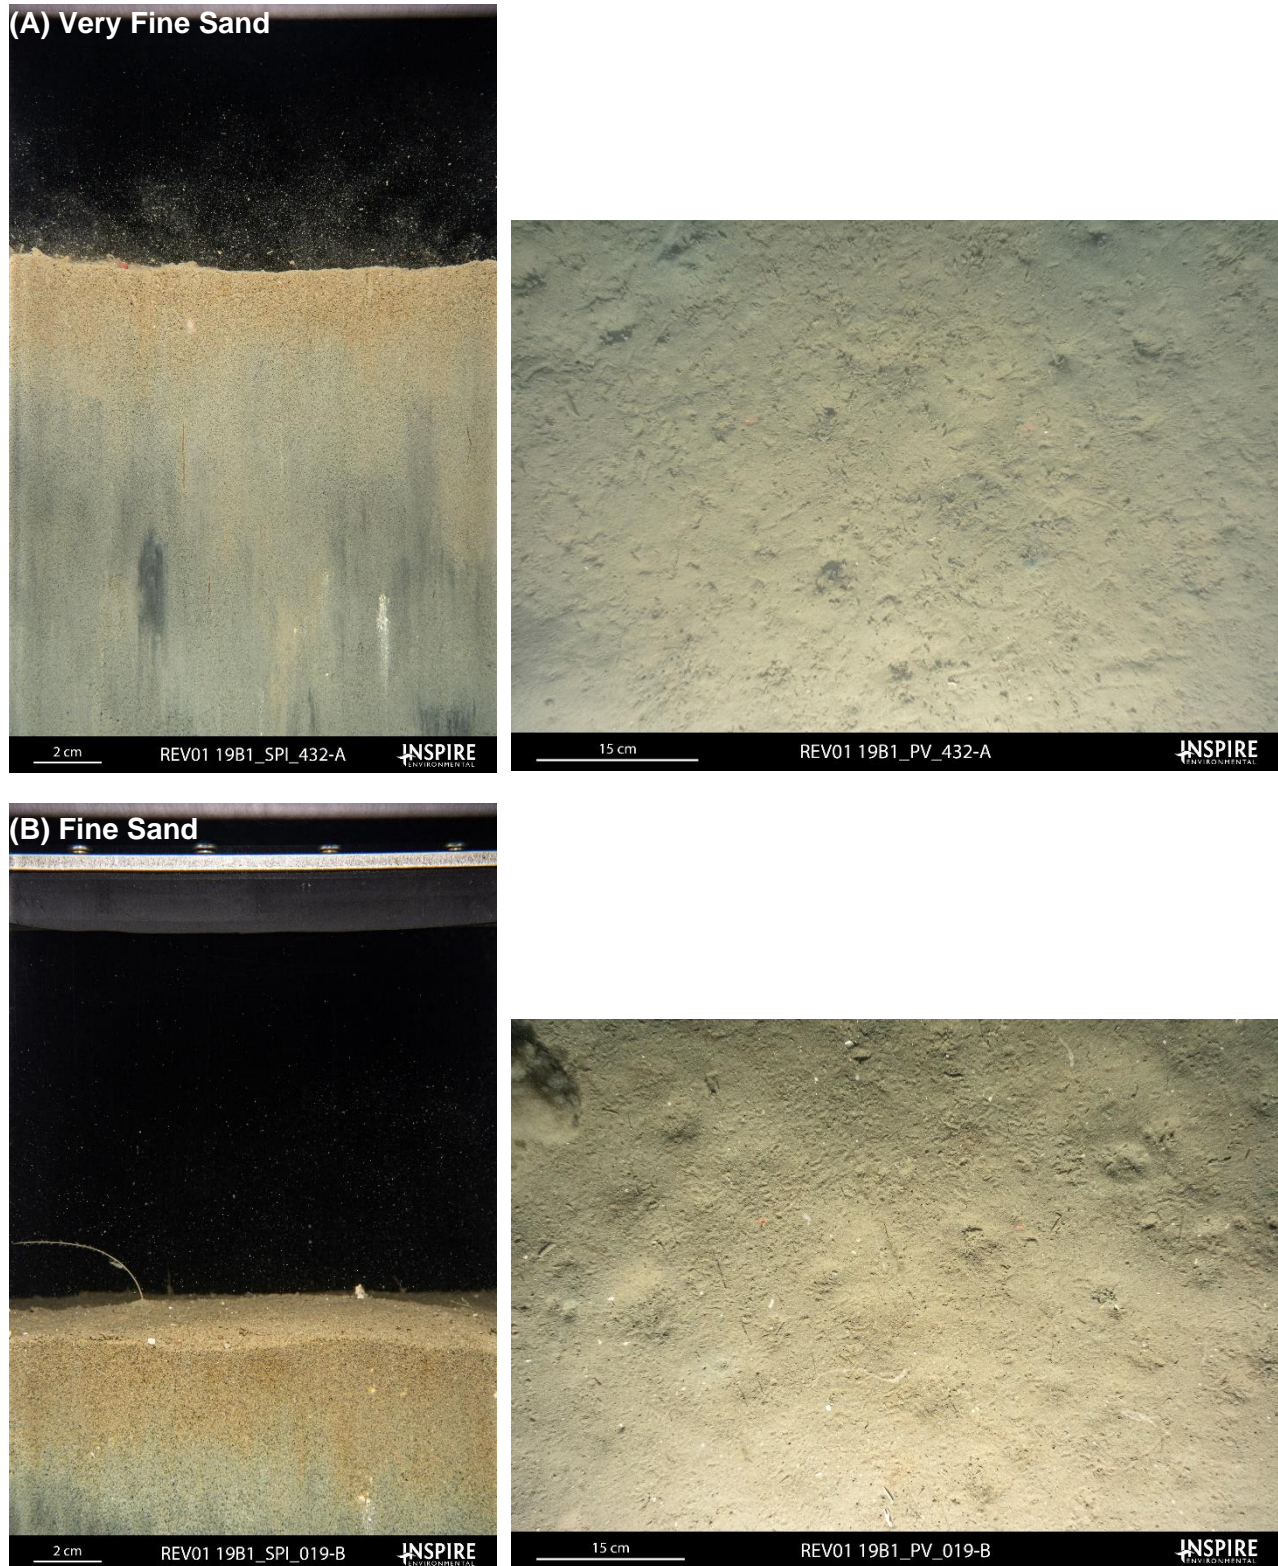 (A) Very Fine Sand
2 cm
REV01 19B1_SPI_432-A
INSPIRE
ENVIRONMENTAL
15 cm
REV01 19B1_PV_432-A
INSPIRE
ENVIRONMENTAL
(B) Fine Sand
2 cm
REV01 19B1_SPI_019-B
INSPIRE
ENVIRONMENTAL
15 cm
REV01 19B1_PV_019-B
INSPIRE
ENVIRONMENTAL